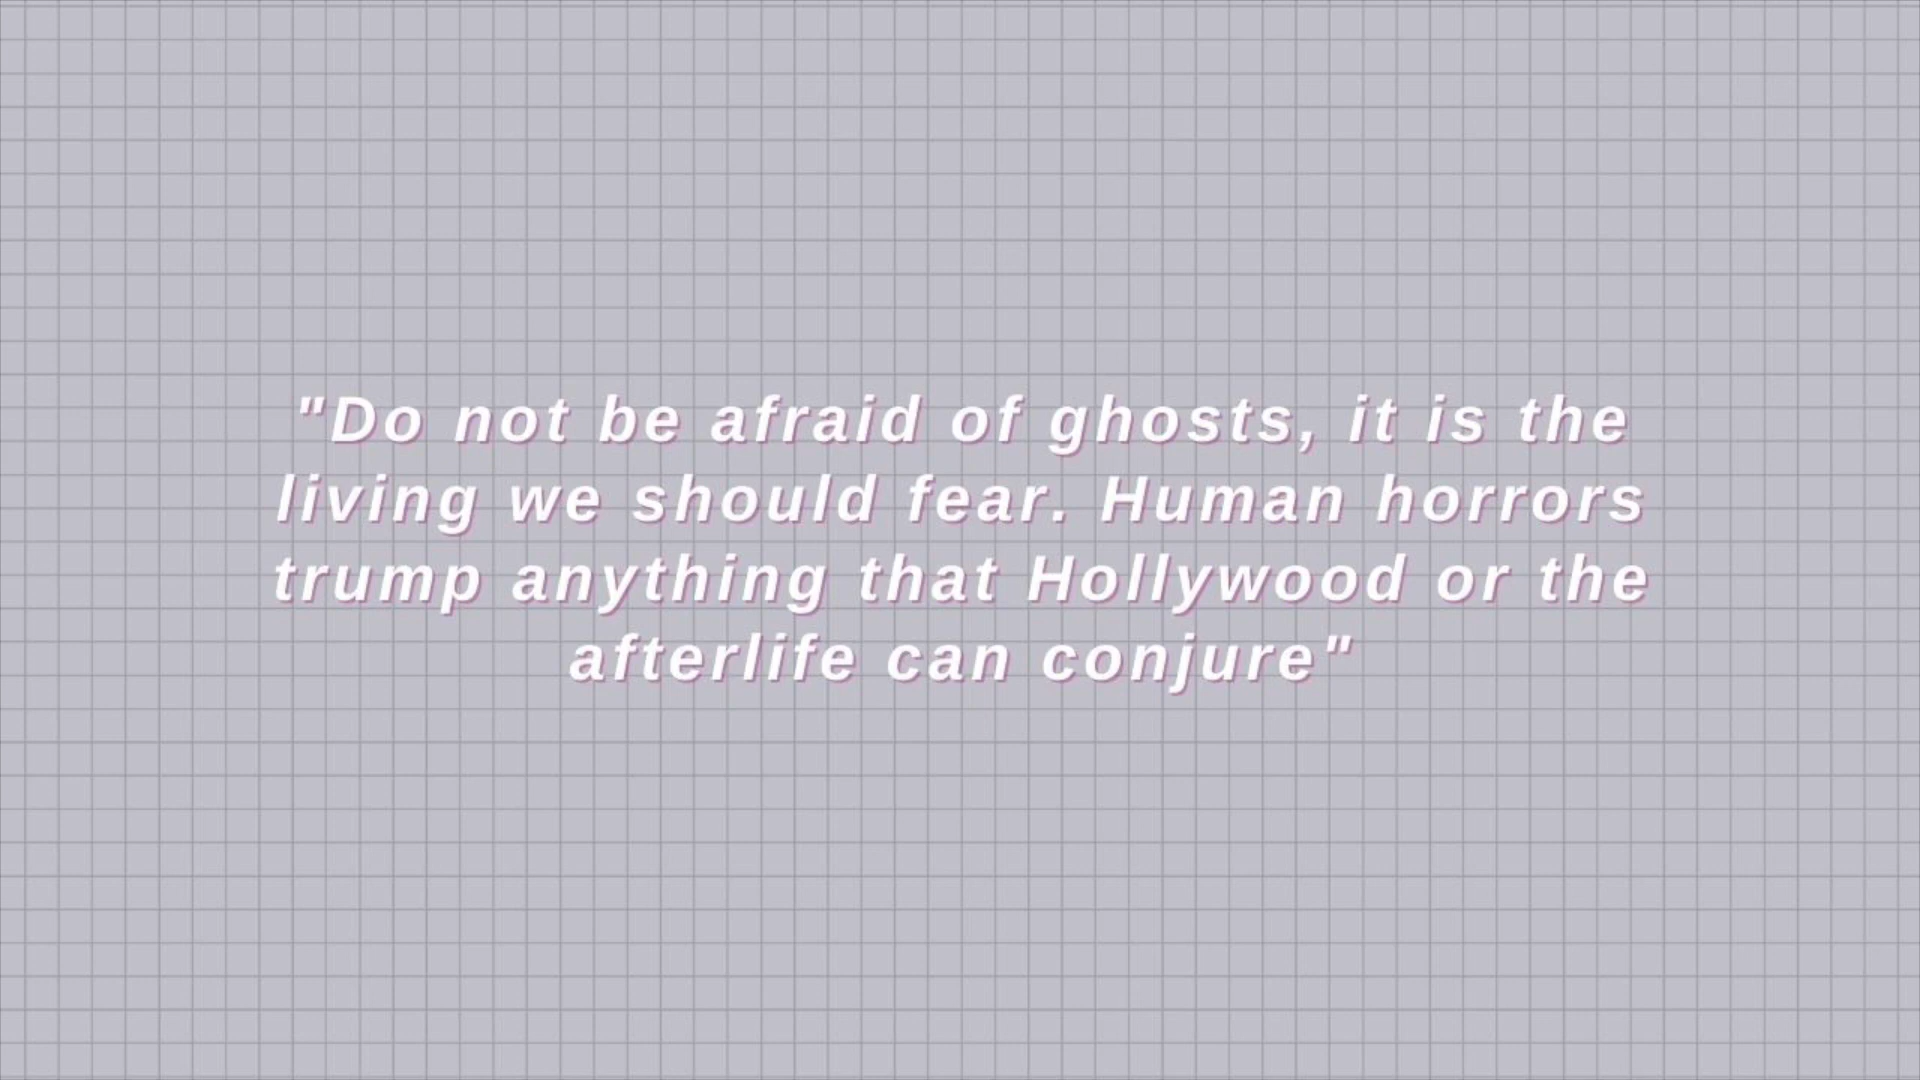 "Do not be afraid of ghosts, it is the
living we should fear. Human horrors
trump anything that Hollywood or the
afterlife can conjure"